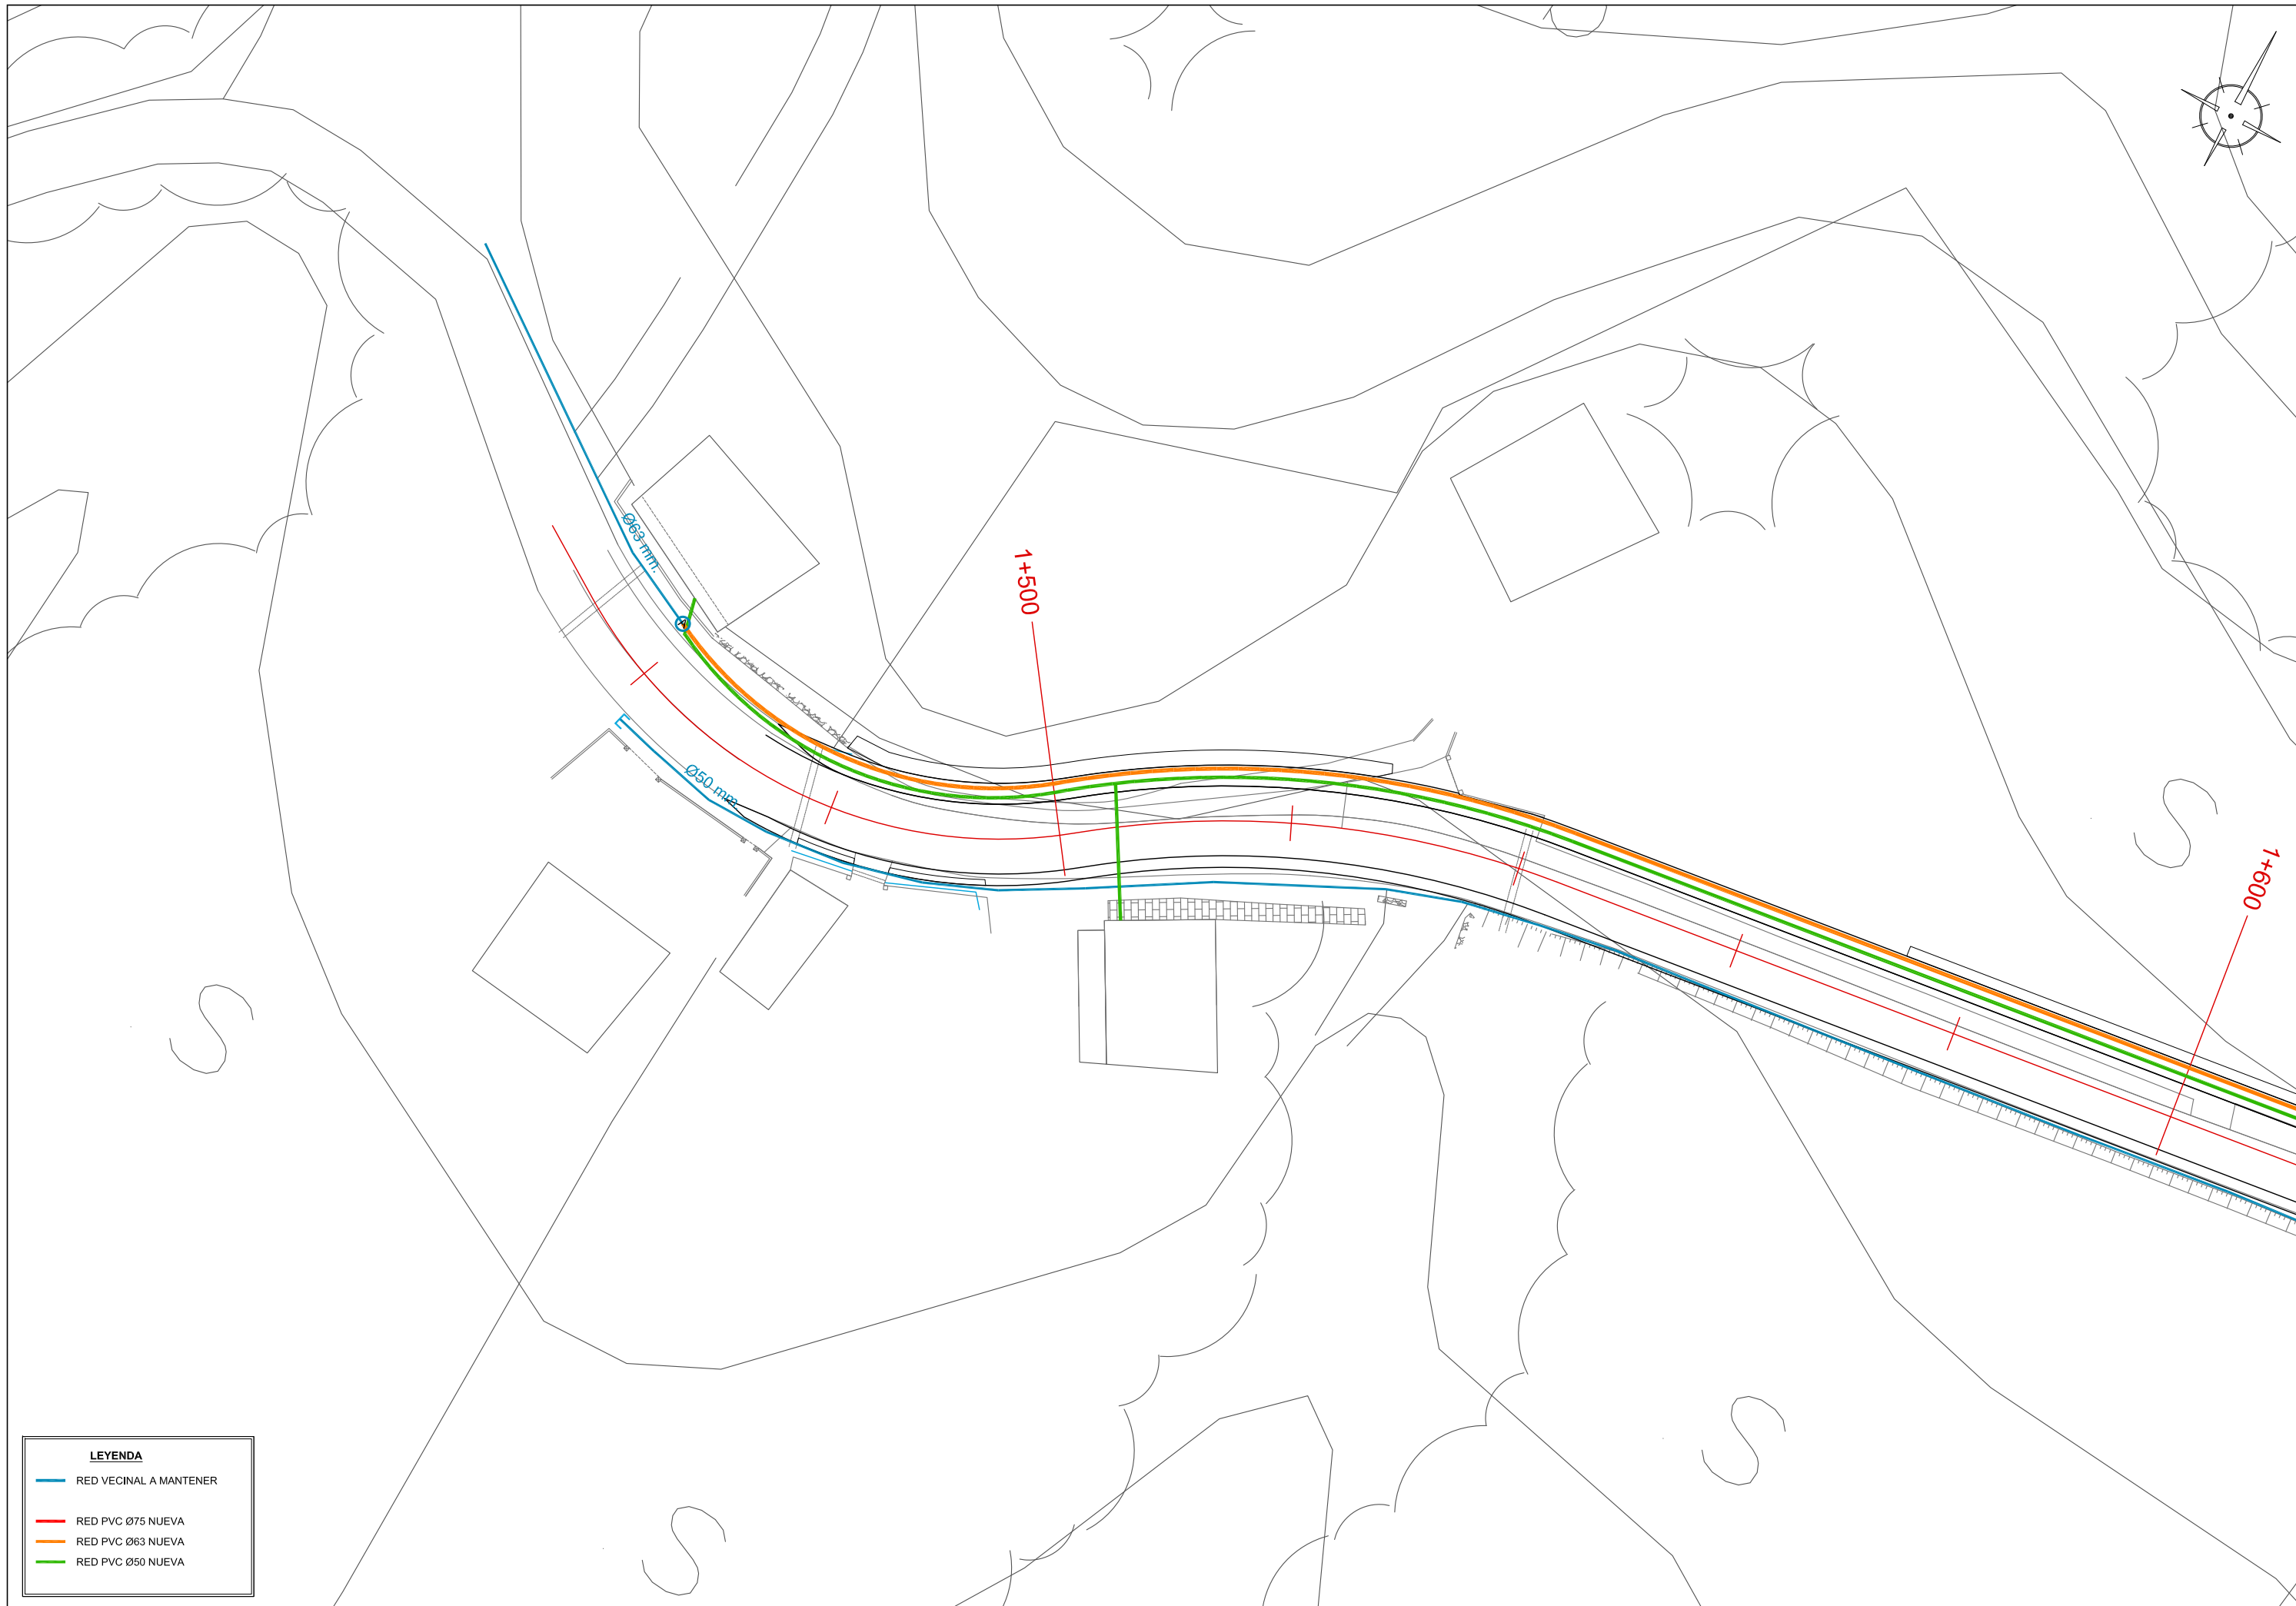 Ø63 mm.
1+500
Ø50 mm.
1+600
LEYENDA
RED VECINAL A MANTENER
RED PVC Ø75 NUEVA
RED PVC Ø63 NUEVA
RED PVC Ø50 NUEVA